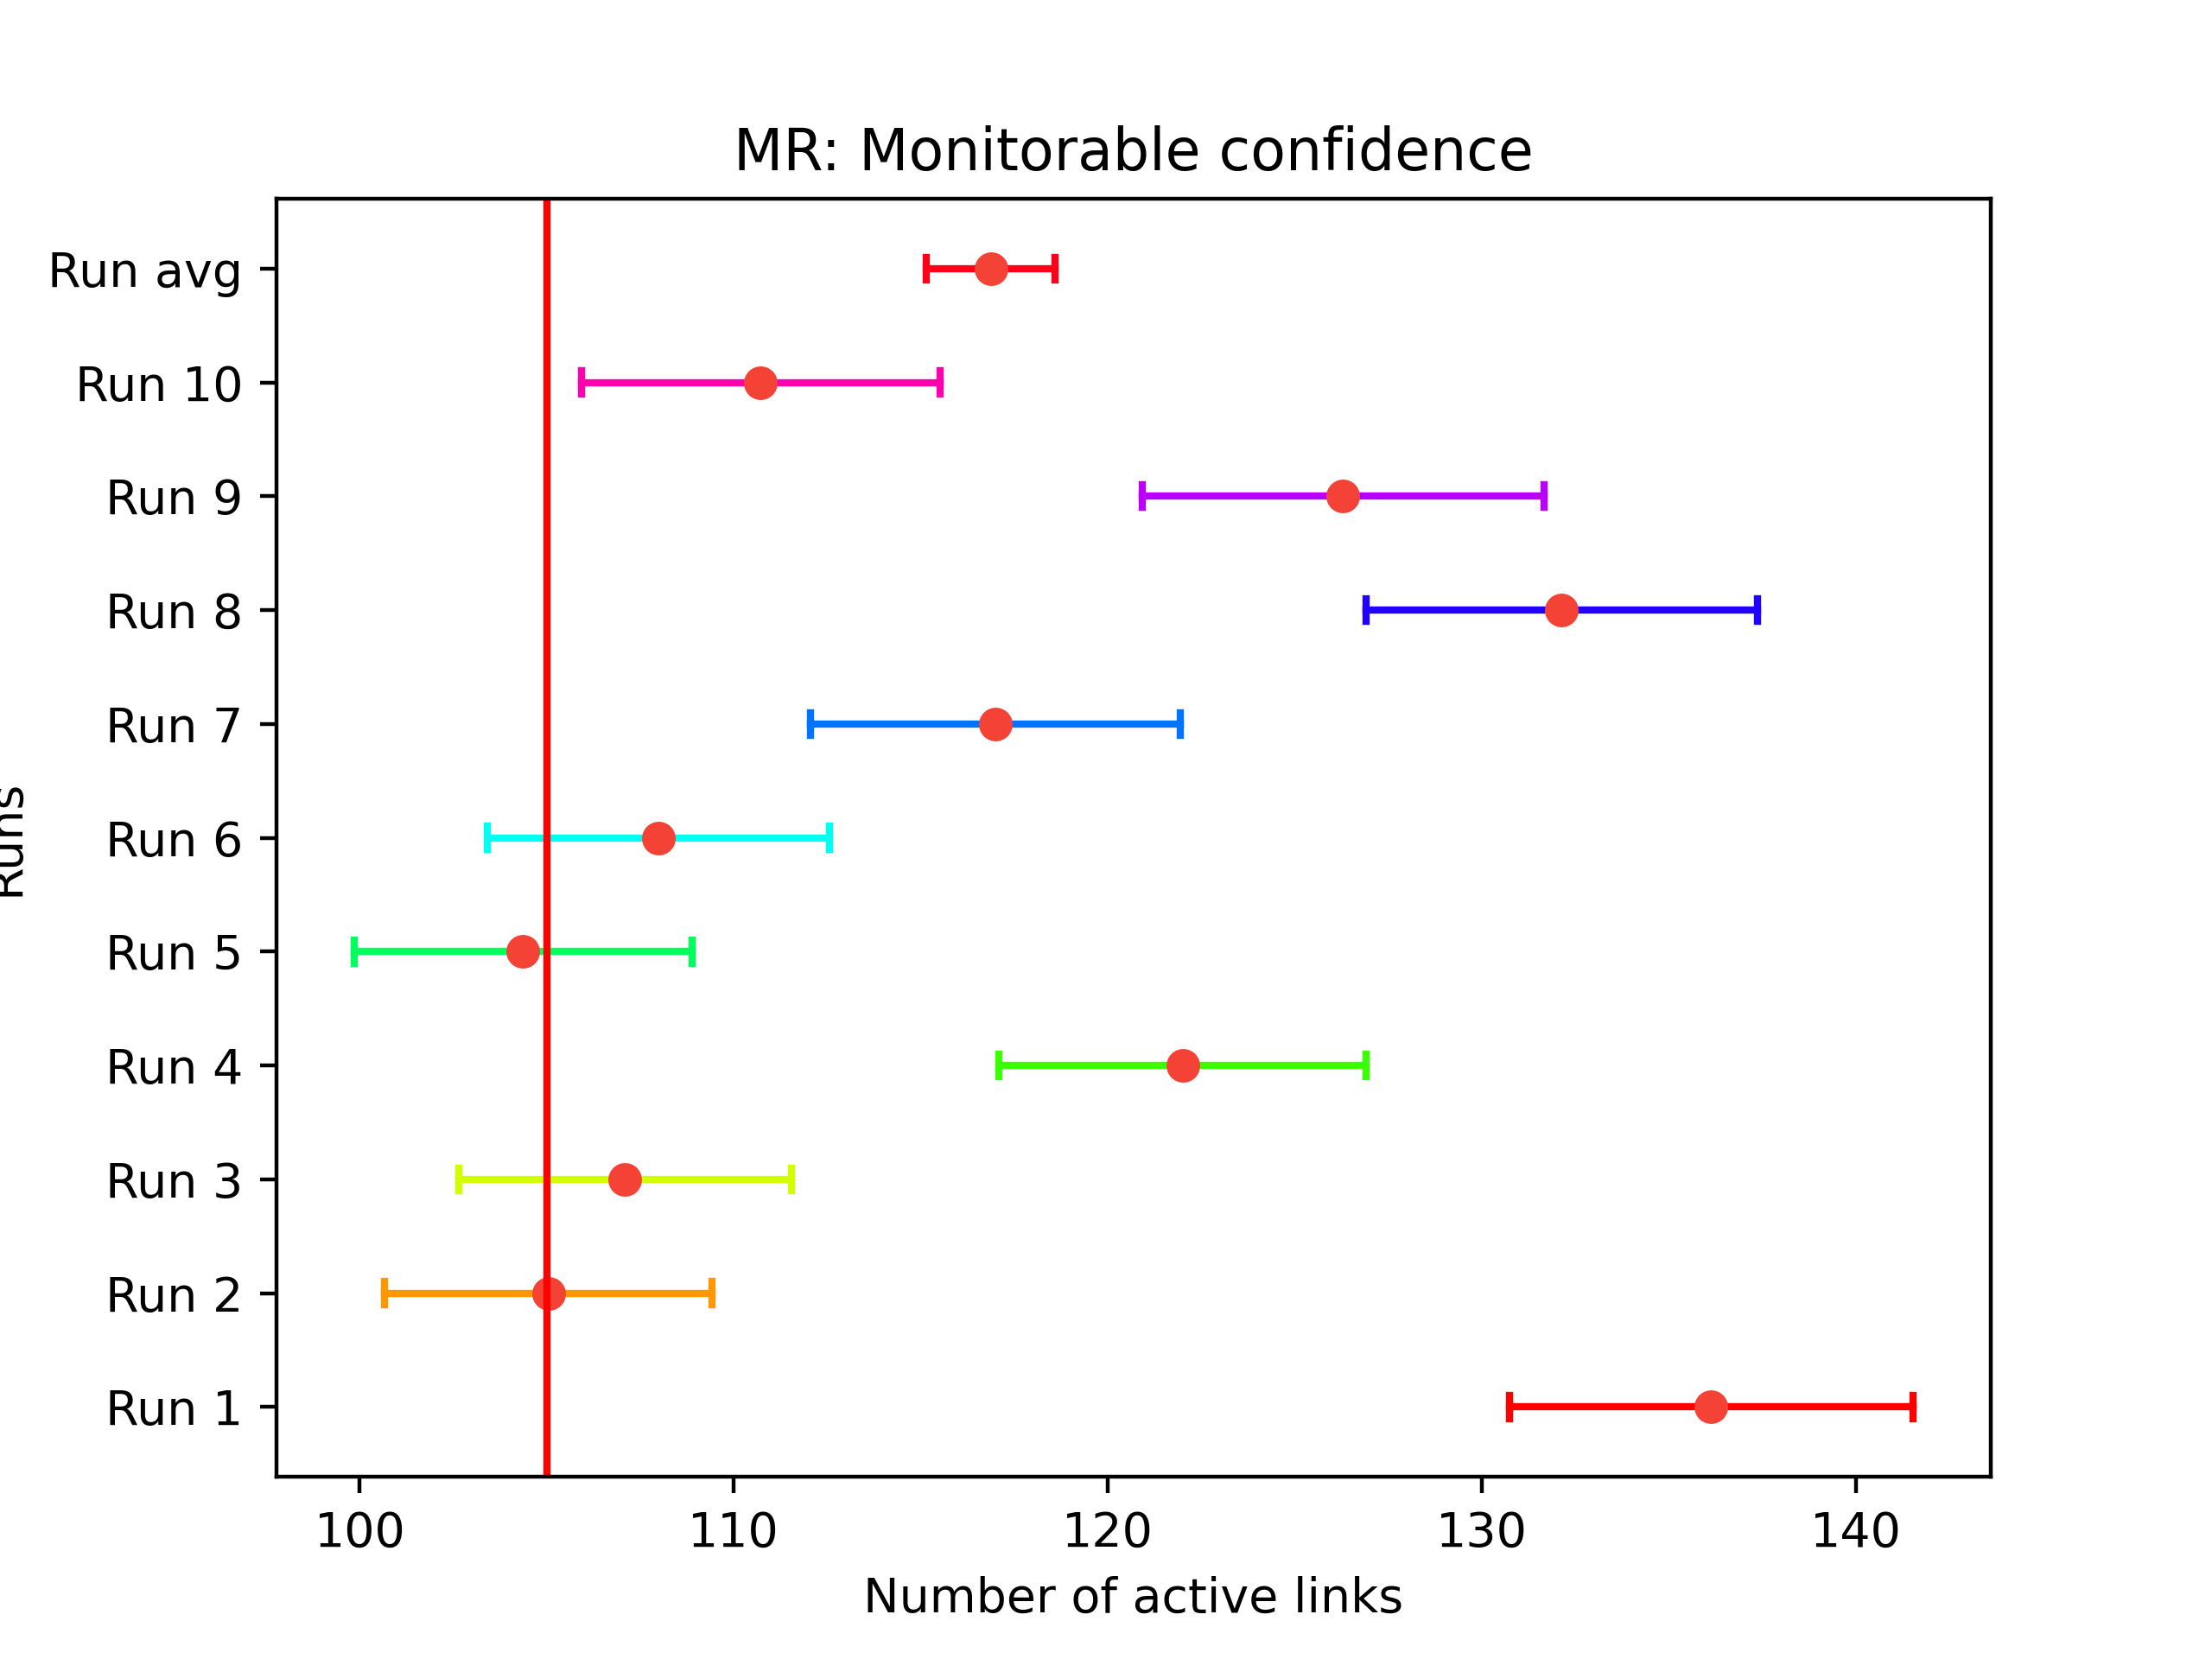 MR: Monitorable confidence
Run avg
Run 10
Run 9
Run 8
Run 7
Run 6
Run 5
Run 4
Run 3
Run 2
Run 1
Runs
100 110 120 130 140
Number of active links